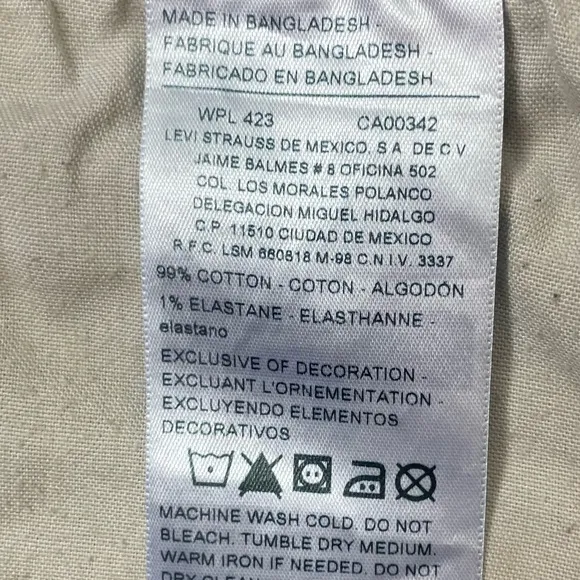 MADE IN BANGLADESH -
FABRIQUE AU BANGLADESH -
FABRICADO EN BANGLADESH
WPL 423 CA00342
LEVI STRAUSS DE MEXICO, S.A. DE C V
JAIME BALMES # 8 OFICINA 502
COL. LOS MORALES POLANCO
DELEGACION MIGUEL HIDALGO
C.P. 11510 CIUDAD DE MEXICO
R.F.C. LSM 860818 M-98 C.N.I.V. 3337
99% COTTON - COTON - ALGODÓN
1% ELASTANE - ELASTHANNE -
elastano
EXCLUSIVE OF DECORATION -
EXCLUANT L'ORNEMENTATION -
EXCLUYENDO ELEMENTOS
DECORATIVOS
MACHINE WASH COLD. DO NOT
BLEACH. TUMBLE DRY MEDIUM.
WARM IRON IF NEEDED. DO NOT
DRY CLEAN